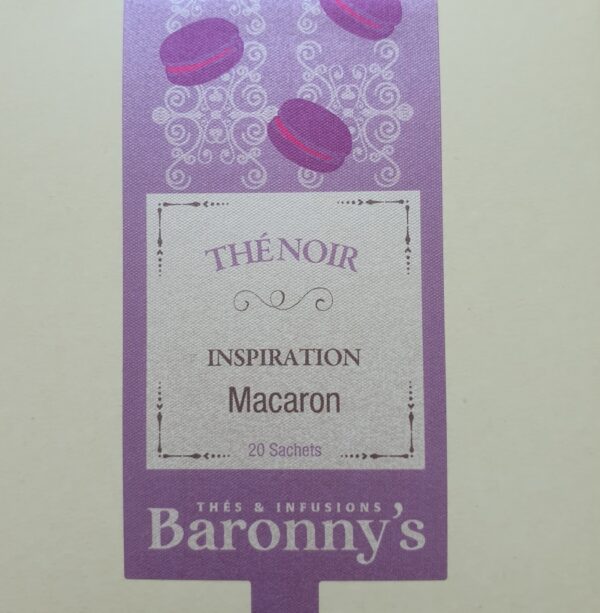 THÉ NOIR
INSPIRATION
Macaron
20 Sachets
THÉS & INFUSIONS
Baronny's